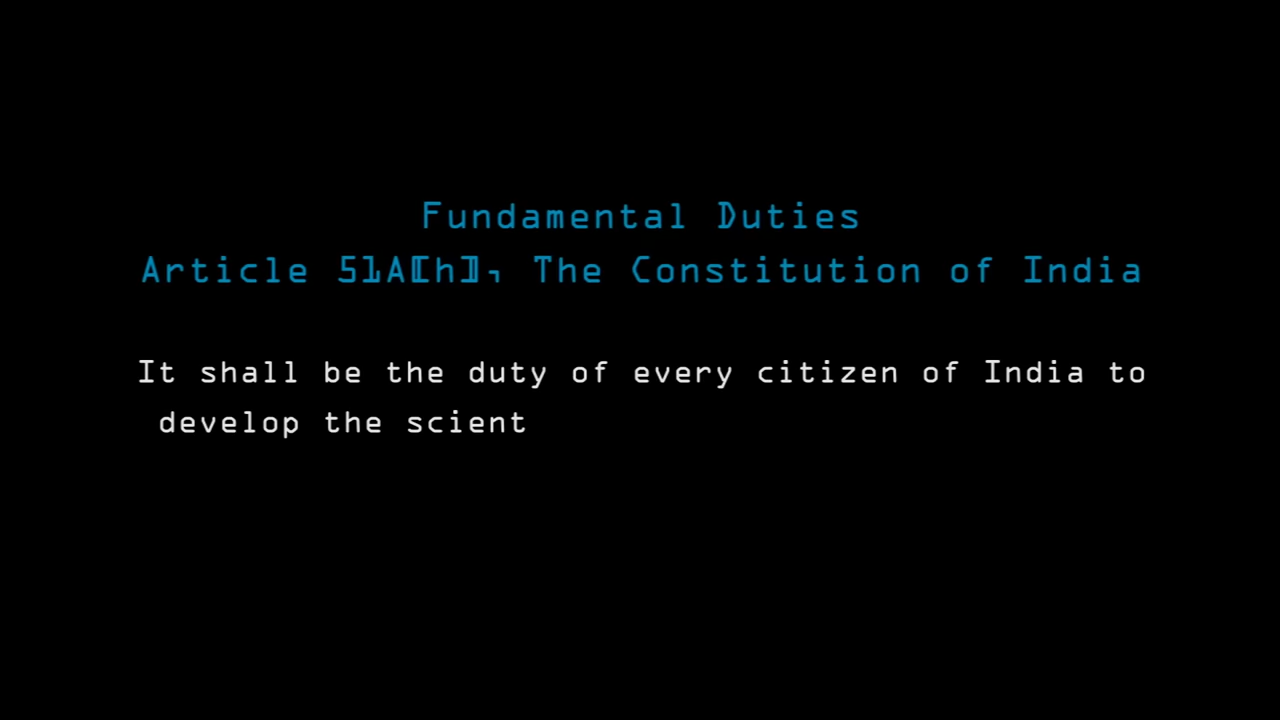 Fundamental Duties
Article 51A[h], The Constitution of India
It shall be the duty of every citizen of India to
develop the scient